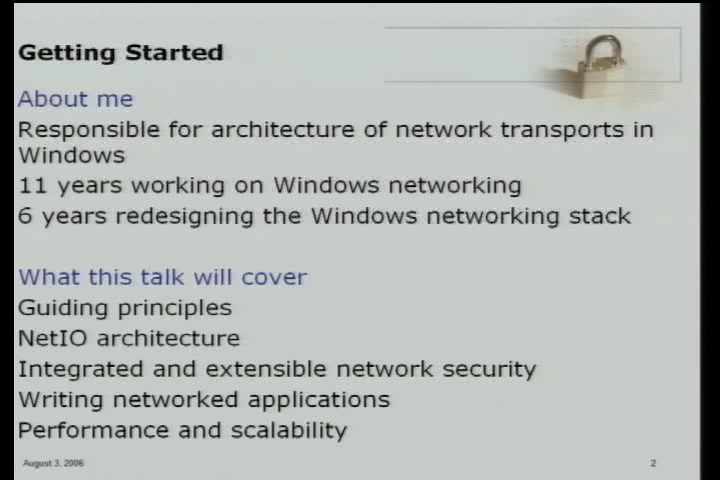 Getting Started
About me
Responsible for architecture of network transports in
Windows
11 years working on Windows networking
6 years redesigning the Windows networking stack
What this talk will cover
Guiding principles
NetIO architecture
Integrated and extensible network security
Writing networked applications
Performance and scalability
August 3, 2006
2